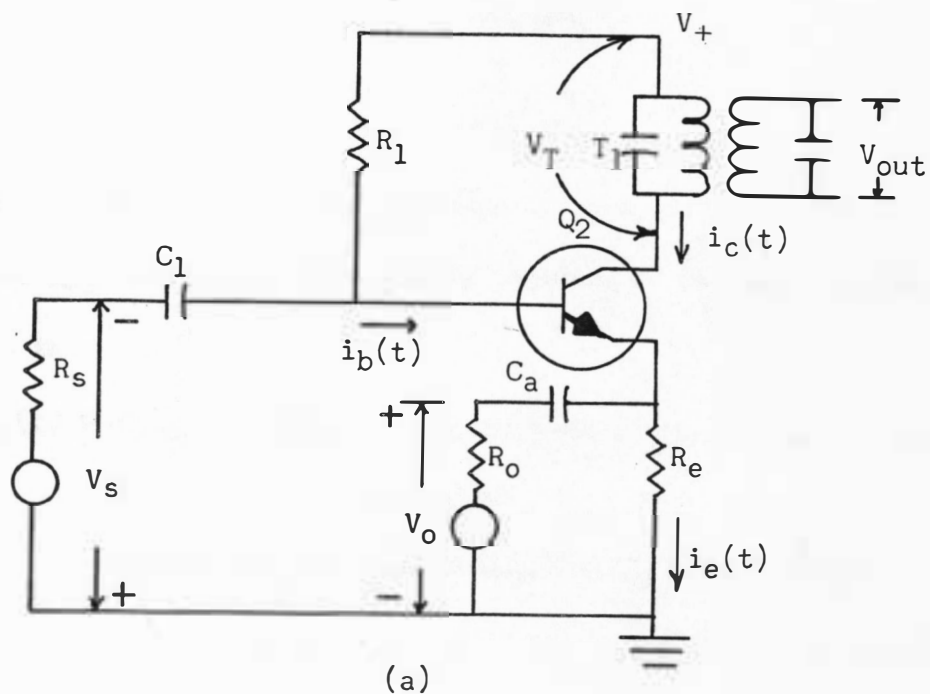 V+
R1
VT
T1
Vout
Q2
ic(t)
C1
ib(t)
Rs
Ca
+
-
Vs
Ro
Re
Vo
ie(t)
+
-
(a)